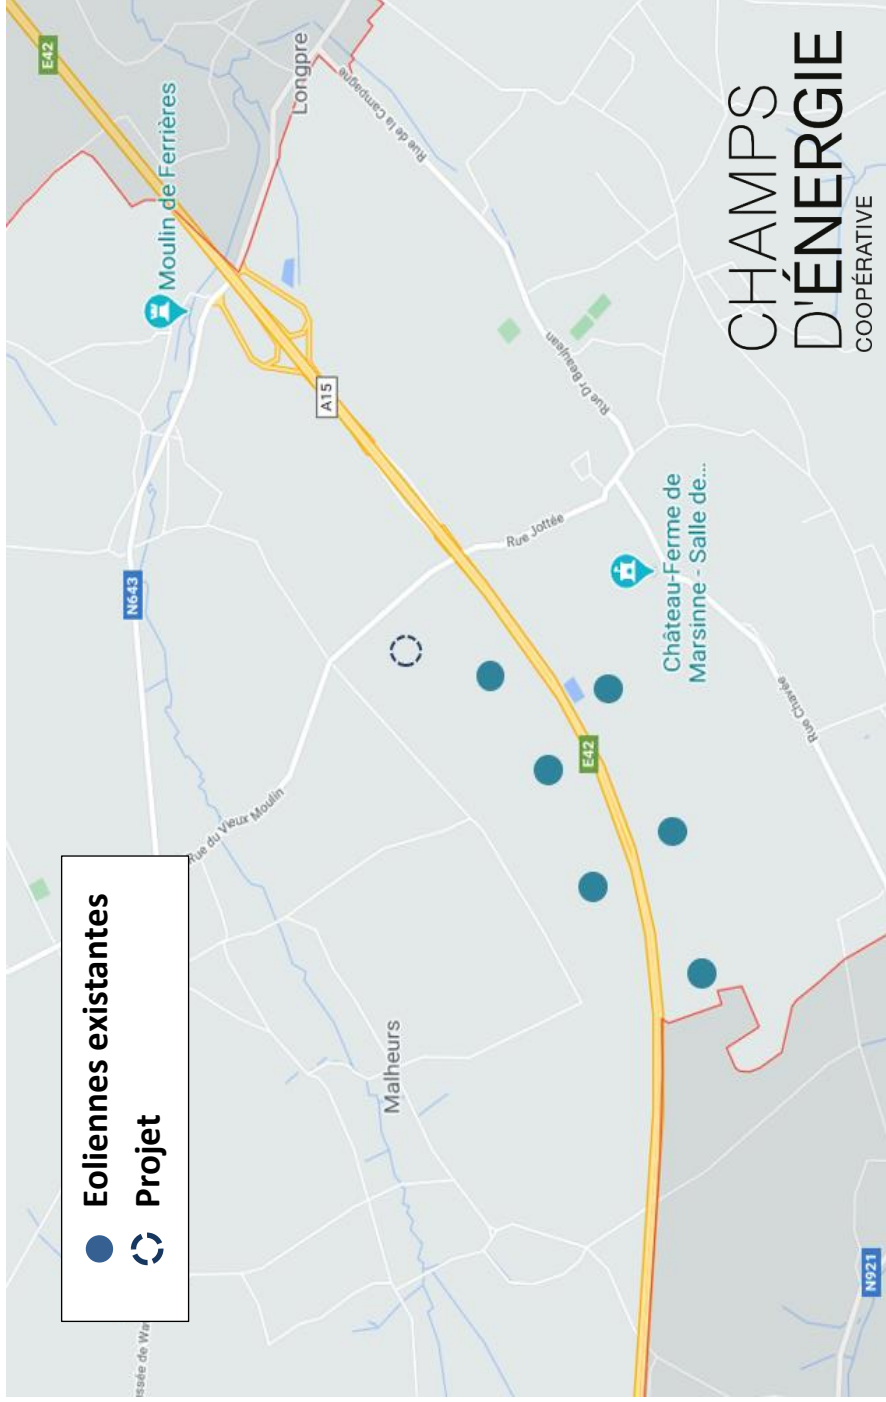 Eoliennes existantes
Projet
E42
Moulin de Ferrières
Longpre
Rue de la Campagne
A15
N643
Rue du Vieux Moulin
Rue Jottée
Rue Dr Beaujean
Château-Ferme de
Marsinne - Salle de...
Rue Chavée
E42
Malheurs
N921
CHAMPS
D'ÉNERGIE
COOPÉRATIVE